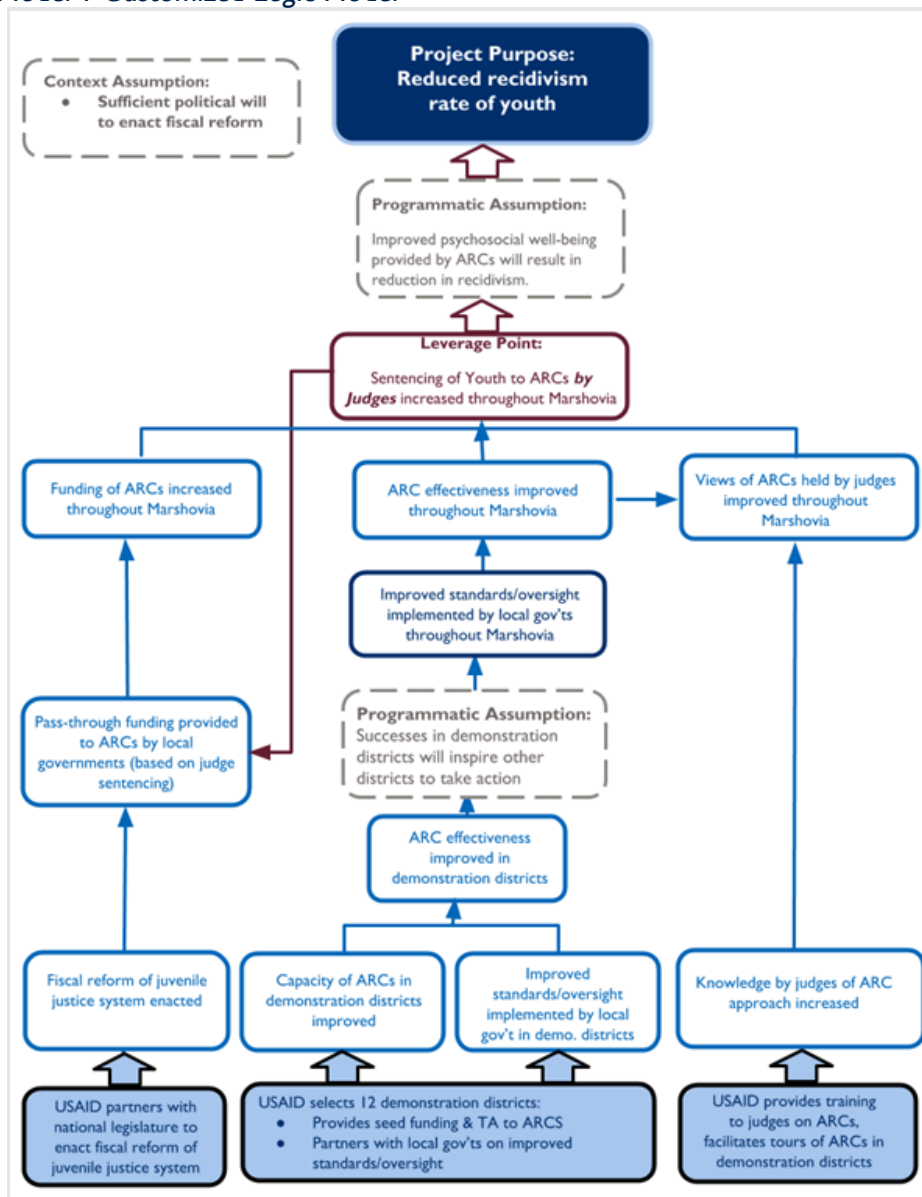 Project Purpose:
Reduced recidivism
rate of youth
Context Assumption:
● Sufficient political will
to enact fiscal reform
Programmatic Assumption:
Improved psychosocial well-being
provided by ARCs will result in
reduction in recidivism.
Leverage Point:
Sentencing of Youth to ARCs by
Judges increased throughout Marshovia
Funding of ARCs increased
throughout Marshovia
ARC effectiveness improved
throughout Marshovia
Views of ARCs held by judges
improved throughout
Marshovia
Improved standards/oversight
implemented by local gov'ts
throughout Marshovia
Pass-through funding provided
to ARCs by local
governments (based on judge
sentencing)
Programmatic Assumption:
Successes in demonstration
districts will inspire other
districts to take action
ARC effectiveness
improved in
demonstration districts
Fiscal reform of juvenile
justice system enacted
Capacity of ARCs in
demonstration districts
improved
Improved
standards/oversight
implemented by local
gov't in demo. districts
Knowledge by judges of ARC
approach increased
USAID partners with
national legislature to
enact fiscal reform of
juvenile justice system
USAID selects 12 demonstration districts:
● Provides seed funding & TA to ARCS
● Partners with local gov'ts on improved
standards/oversight
USAID provides training
to judges on ARCs,
facilitates tours of ARCs in
demonstration districts